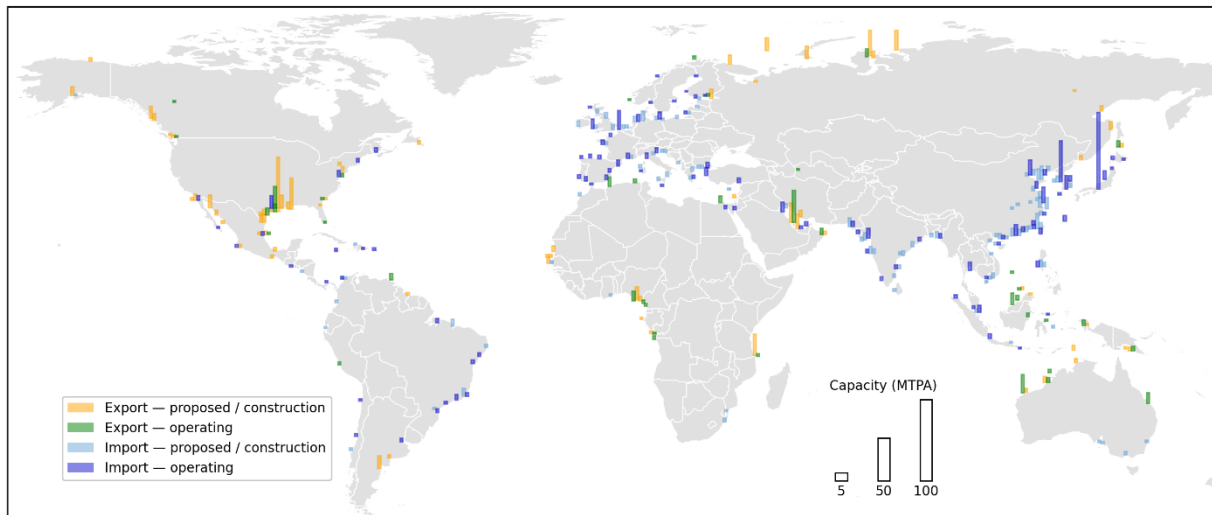 Capacity (MTPA)
5 50 100
Export — proposed / construction
Export — operating
Import — proposed / construction
Import — operating